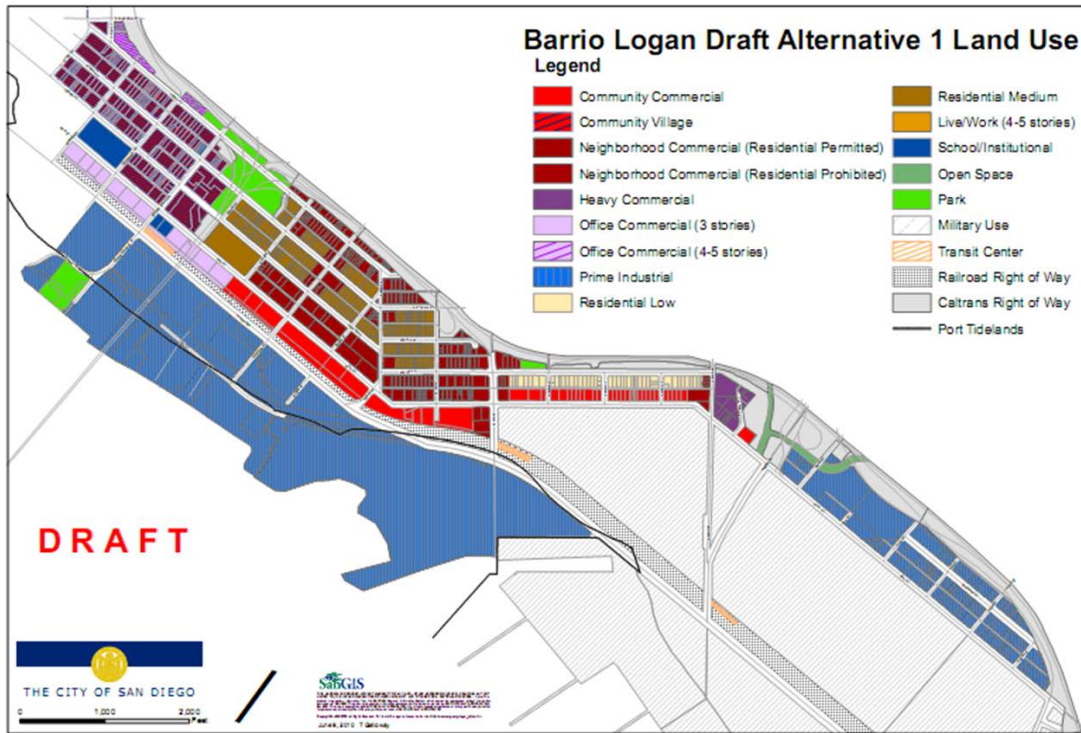 Barrio Logan Draft Alternative 1 Land Use
Legend
Community Commercial
Community Village
Neighborhood Commercial (Residential Permitted)
Neighborhood Commercial (Residential Prohibited)
Heavy Commercial
Office Commercial (3 stories)
Office Commercial (4-5 stories)
Prime Industrial
Residential Low
Residential Medium
Live/Work (4-5 stories)
School/Institutional
Open Space
Park
Military Use
Transit Center
Railroad Right of Way
Caltrans Right of Way
Port Tidelands
DRAFT
THE CITY OF SAN DIEGO
0 1,000 2,000
Feet
SanGIS